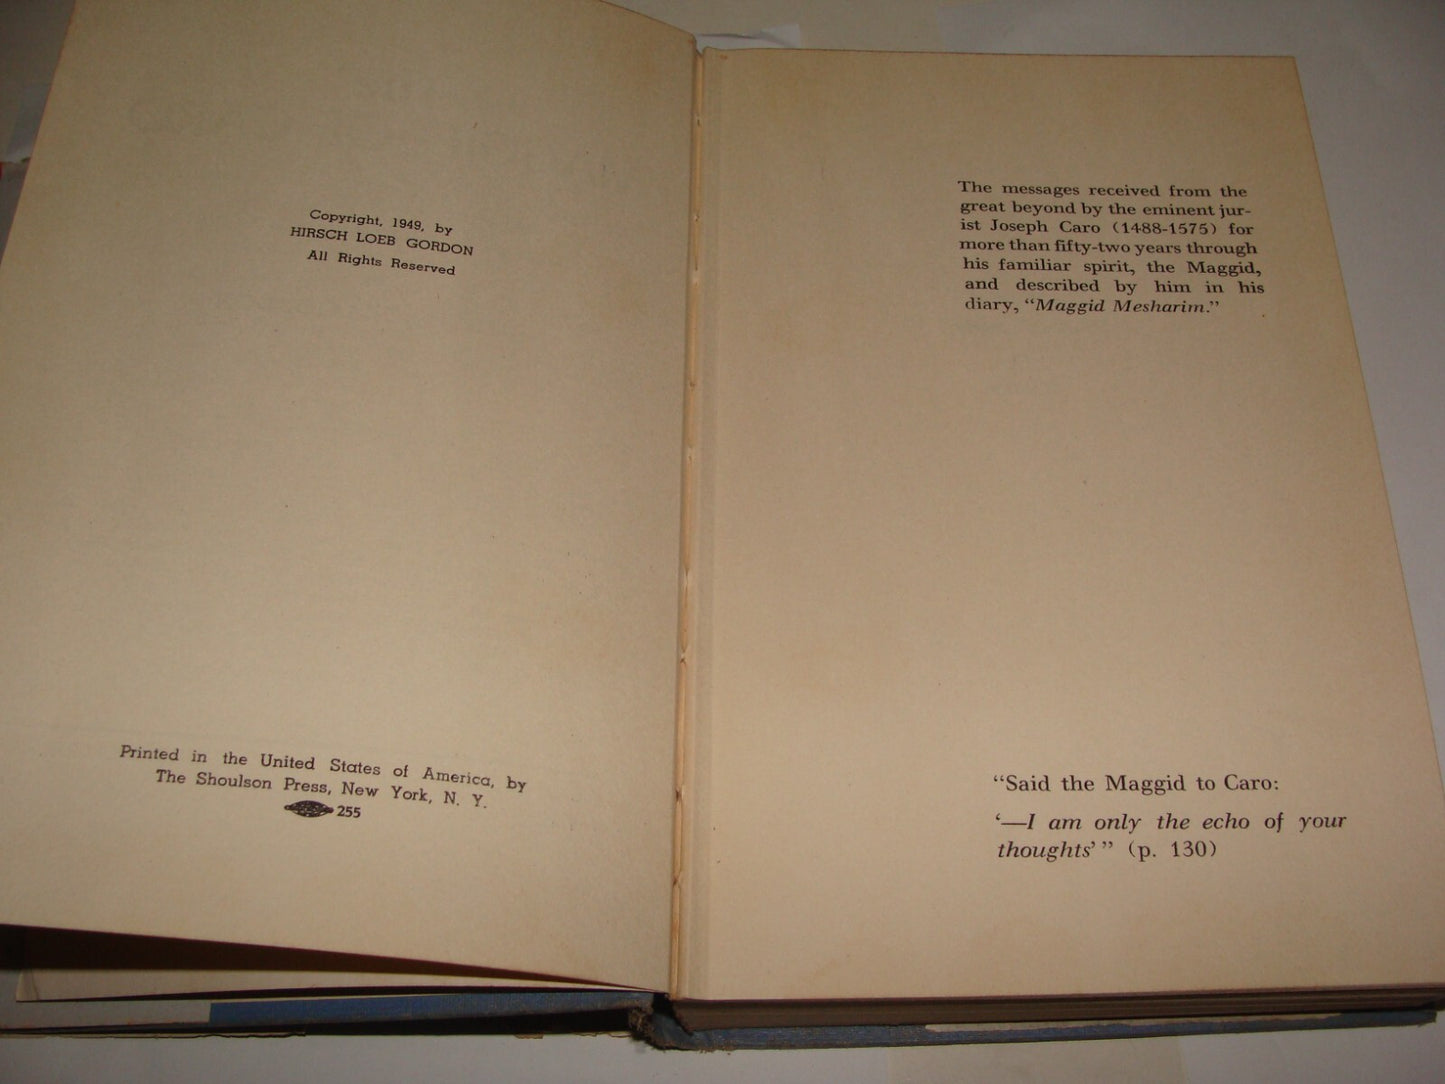 Copyright, 1949, by
HIRSCH LOEB GORDON
All Rights Reserved
Printed in the United States of America, by
The Shoulson Press, New York, N. Y.
255
The messages received from the
great beyond by the eminent jur-
ist Joseph Caro (1488-1575) for
more than fifty-two years through
his familiar spirit, the Maggid,
and described by him in his
diary, “Maggid Mesharim.”
“Said the Maggid to Caro:
‘—I am only the echo of your
thoughts’” (p. 130)